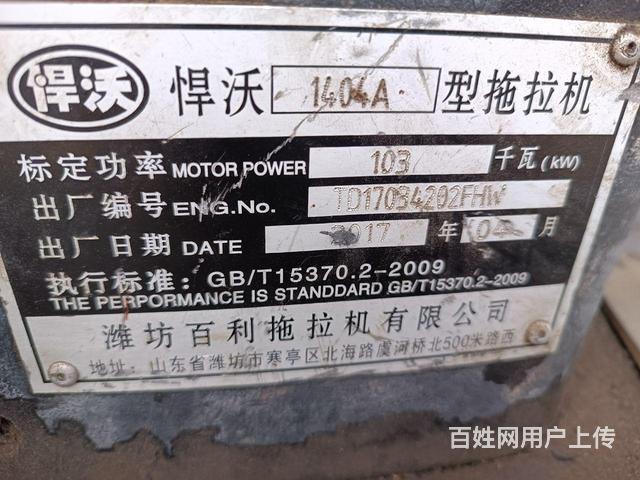 悍沃 悍沃 1404A 型拖拉机
标定功率 MOTOR POWER 103 千瓦(kW)
出厂编号 ENG.No. TD17034202FHW
出厂日期 DATE 2017 年 04 月
执行标准: GB/T15370.2-2009
THE PERPORMANCE IS STANDDARD GB/T15370.2-2009
潍坊百利拖拉机有限公司
地址: 山东省潍坊市寒亭区北海路虞河桥北500米路西
百姓网用户上传